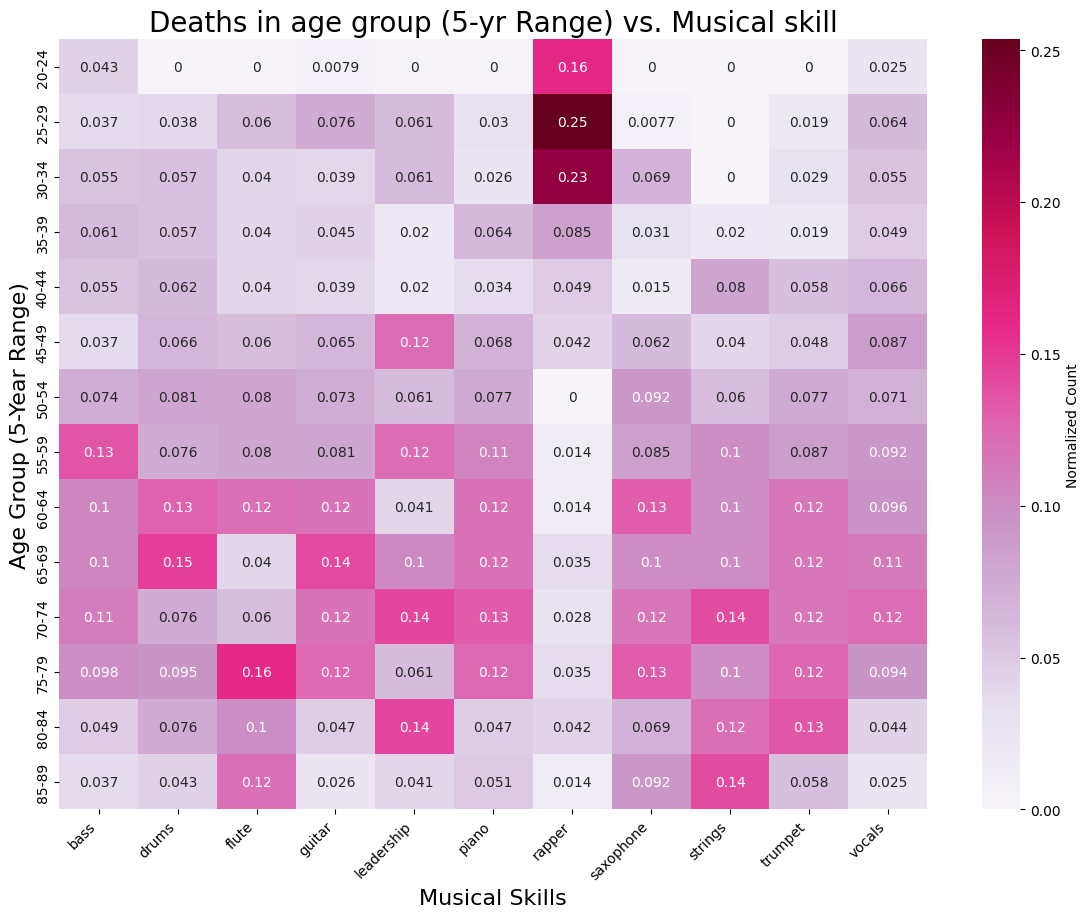 Deaths in age group (5-yr Range) vs. Musical skill
20-24 0.043 0 0 0.0079 0 0 0.16 0 0 0 0.025
25-29 0.037 0.038 0.06 0.076 0.061 0.03 0.25 0.0077 0 0.019 0.064
30-34 0.055 0.057 0.04 0.039 0.061 0.026 0.23 0.069 0 0.029 0.055
35-39 0.061 0.057 0.04 0.045 0.02 0.064 0.085 0.031 0.02 0.019 0.049
40-44 0.055 0.062 0.04 0.039 0.02 0.034 0.049 0.015 0.08 0.058 0.066
45-49 0.037 0.066 0.06 0.065 0.12 0.068 0.042 0.062 0.04 0.048 0.087
50-54 0.074 0.081 0.08 0.073 0.061 0.077 0 0.092 0.06 0.077 0.071
55-59 0.13 0.076 0.08 0.081 0.12 0.11 0.014 0.085 0.1 0.087 0.092
60-64 0.1 0.13 0.12 0.12 0.041 0.12 0.014 0.13 0.1 0.12 0.096
65-69 0.1 0.15 0.04 0.14 0.1 0.12 0.035 0.1 0.1 0.12 0.11
70-74 0.11 0.076 0.06 0.12 0.14 0.13 0.028 0.12 0.14 0.12 0.12
75-79 0.098 0.095 0.16 0.12 0.061 0.12 0.035 0.13 0.1 0.12 0.094
80-84 0.049 0.076 0.1 0.047 0.14 0.047 0.042 0.069 0.12 0.13 0.044
85-89 0.037 0.043 0.12 0.026 0.041 0.051 0.014 0.092 0.14 0.058 0.025
bass drums flute guitar leadership piano rapper saxophone strings trumpet vocals
Musical Skills
Age Group (5-Year Range)
0.25
0.20
0.15
0.10
0.05
0.00
Normalized Count